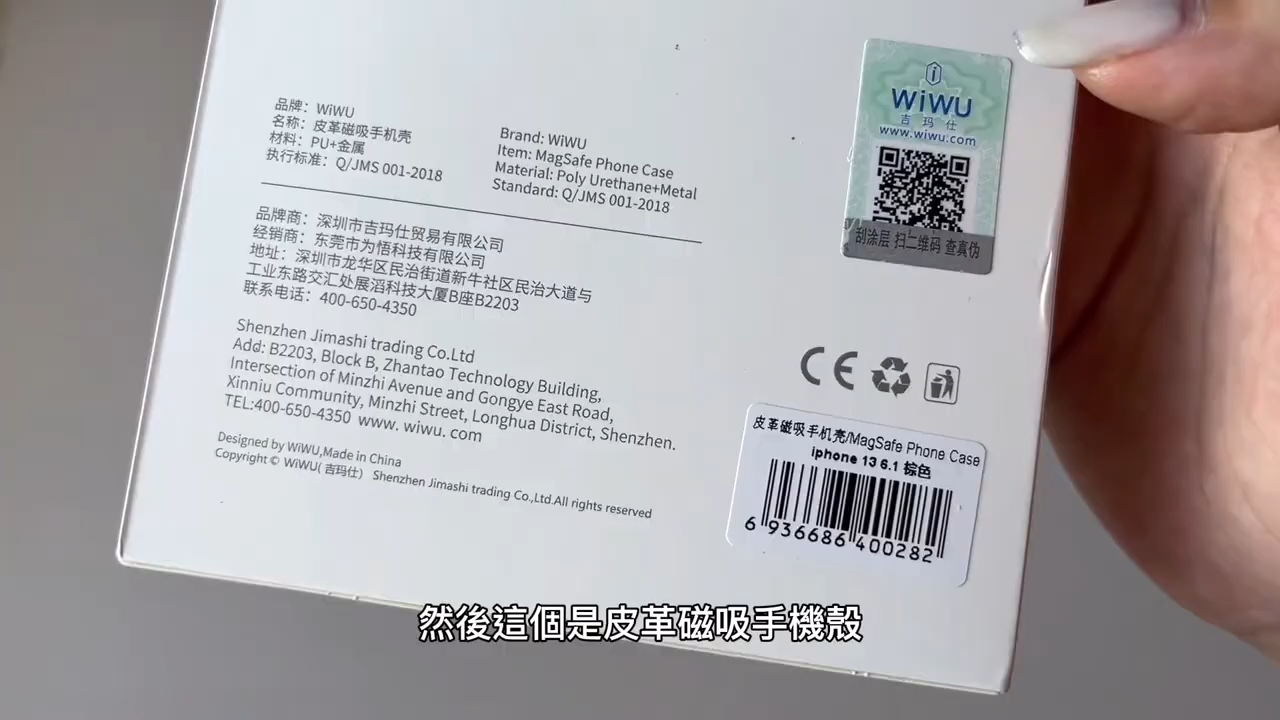 品牌：WiWU
名称：皮革磁吸手机壳
材料：PU+金属
执行标准：Q/JMS 001-2018
Brand: WiWU
Item: MagSafe Phone Case
Material: Poly Urethane+Metal
Standard: Q/JMS 001-2018
品牌商：深圳市吉玛仕贸易有限公司
经销商：东莞市为悟科技有限公司
地址：深圳市龙华区民治街道新牛社区民治大道与
工业东路交汇处展滔科技大厦B座B2203
联系电话：400-650-4350
Shenzhen Jimashi trading Co.Ltd
Add: B2203, Block B, Zhantao Technology Building,
Intersection of Minzhi Avenue and Gongye East Road,
Xinniu Community, Minzhi Street, Longhua District, Shenzhen.
TEL:400-650-4350 www. wiwu. com
Designed by WiWU,Made in China
Copyright © WiWU( 吉玛仕） Shenzhen Jimashi trading Co.,Ltd.All rights reserved
WiWU
吉玛仕
www.wiwu.com
刮涂层 扫二维码 查真伪
CE
皮革磁吸手机壳/MagSafe Phone Case
iphone 13 6.1 棕色
6 936686 400282
然後這個是皮革磁吸手機殼